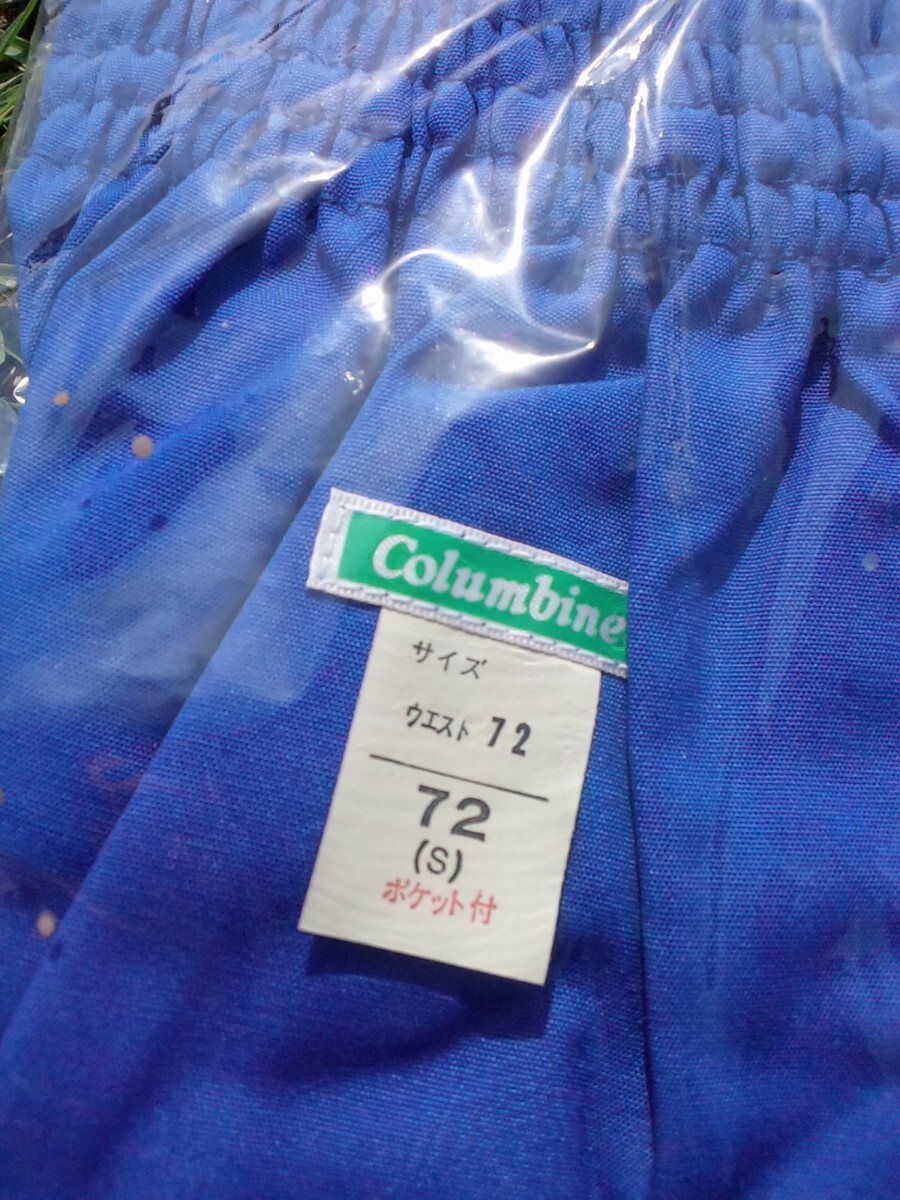 Columbine
サイズ
ウエスト 72
72
(S)
ポケット付